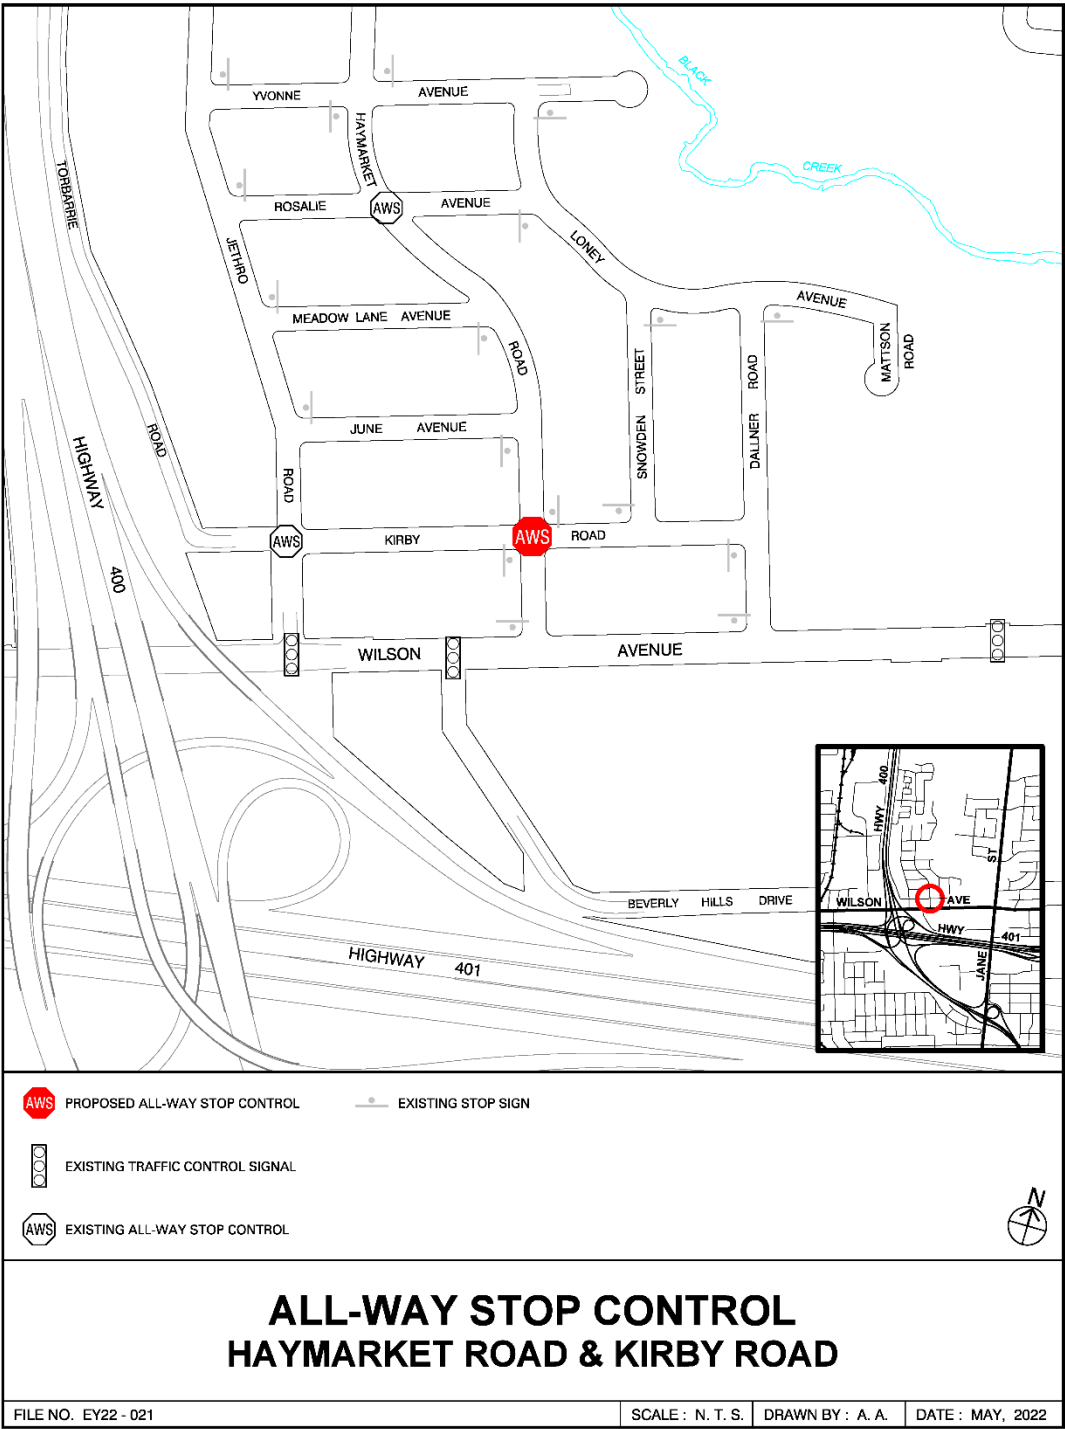 BLACK
CREEK
YVONNE AVENUE
HAYMARKET
TORBARRIE
ROSALIE AWS AVENUE
JETHRO
LONEY
AVENUE
MEADOW LANE AVENUE
ROAD
MATTSON
ROAD
SNOWDEN STREET
DALLNER ROAD
JUNE AVENUE
ROAD
HIGHWAY
400
ROAD
AWS
KIRBY
AWS
ROAD
WILSON
AVENUE
BEVERLY HILLS DRIVE
HIGHWAY 401
HWY 400
ST
WILSON AVE
HWY 401
JANE
AWS PROPOSED ALL-WAY STOP CONTROL
EXISTING STOP SIGN
EXISTING TRAFFIC CONTROL SIGNAL
AWS EXISTING ALL-WAY STOP CONTROL
N
ALL-WAY STOP CONTROL
HAYMARKET ROAD & KIRBY ROAD
FILE NO. EY22 - 021
SCALE : N. T. S.
DRAWN BY : A. A.
DATE : MAY, 2022